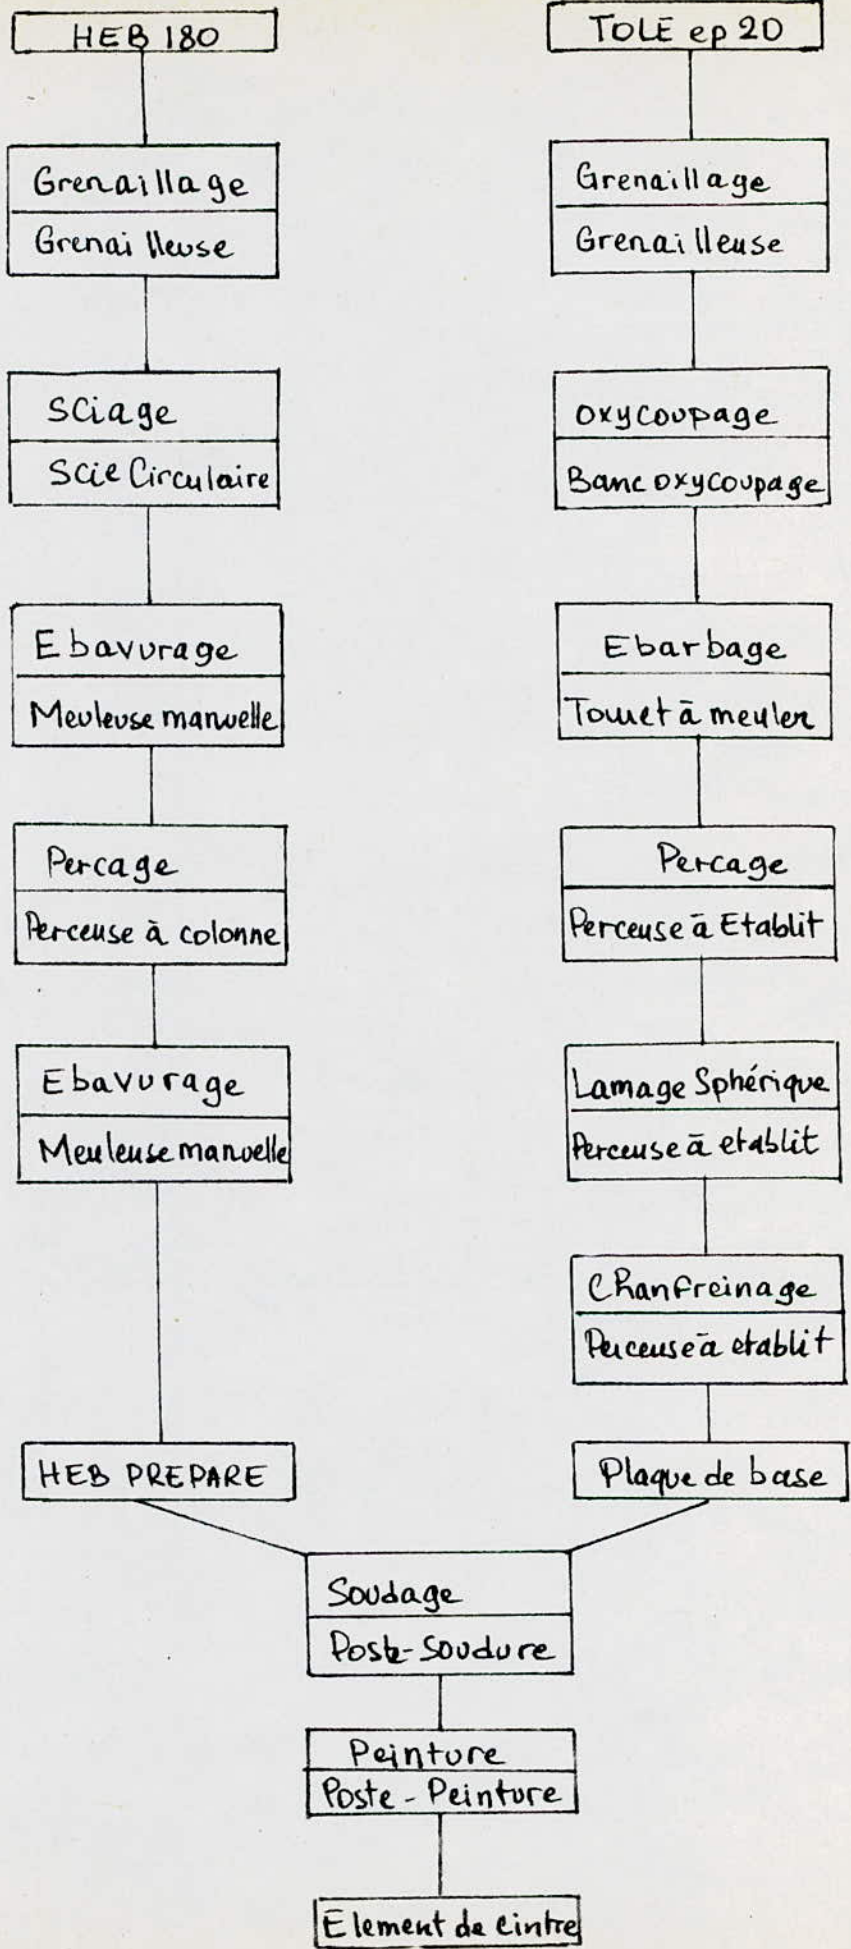 HEB 180
Grenaillage
Grenailleuse
Sciage
Scie Circulaire
Ebavurage
Meuleuse manuelle
Percage
Perceuse à colonne
Ebavurage
Meuleuse manuelle
HEB PREPARE
TOLE ep 20
Grenaillage
Grenailleuse
Oxycoupage
Banc oxycoupage
Ebarbage
Touret à meuler
Percage
Perceuse à Etablit
Lamage Sphérique
Perceuse à etablit
Chanfreinage
Perceuse à etablit
Plaque de base
Soudage
Poste-Soudure
Peinture
Poste-Peinture
Element de cintre